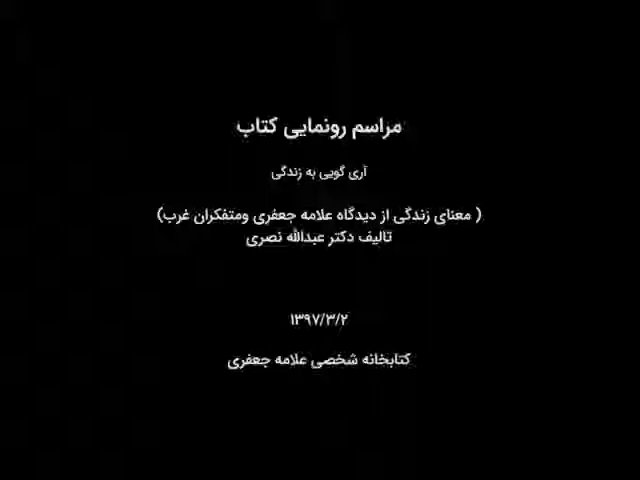 مراسم رونمایی کتاب
آری گویی به زندگی
( معنای زندگی از دیدگاه علامه جعفری ومتفکران غرب)
تالیف دکتر عبدالله نصری
۱۳۹۷/۳/۲
کتابخانه شخصی علامه جعفری